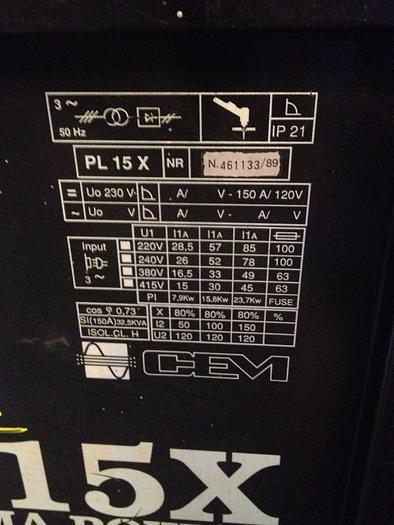 3 ~
50 Hz
IP 21
PL 15 X NR N. 461133/89
= Uo 230 V- A/ V - 150 A/ 120V
~ Uo V A/ V- A/ V
U1 I1A I1A I1A
Input 220V 28,5 57 85 100
240V 26 52 78 100
380V 16,5 33 49 63
3 ~ 415V 15 30 45 63
PI 7,9Kw 15,8Kw 23,7Kw FUSE
cos φ 0,73 X 80% 80% 80% %
SI(150A)32,5KVA I2 50 100 150
ISOL. CL. H U2 120 120 120
CEM
15X